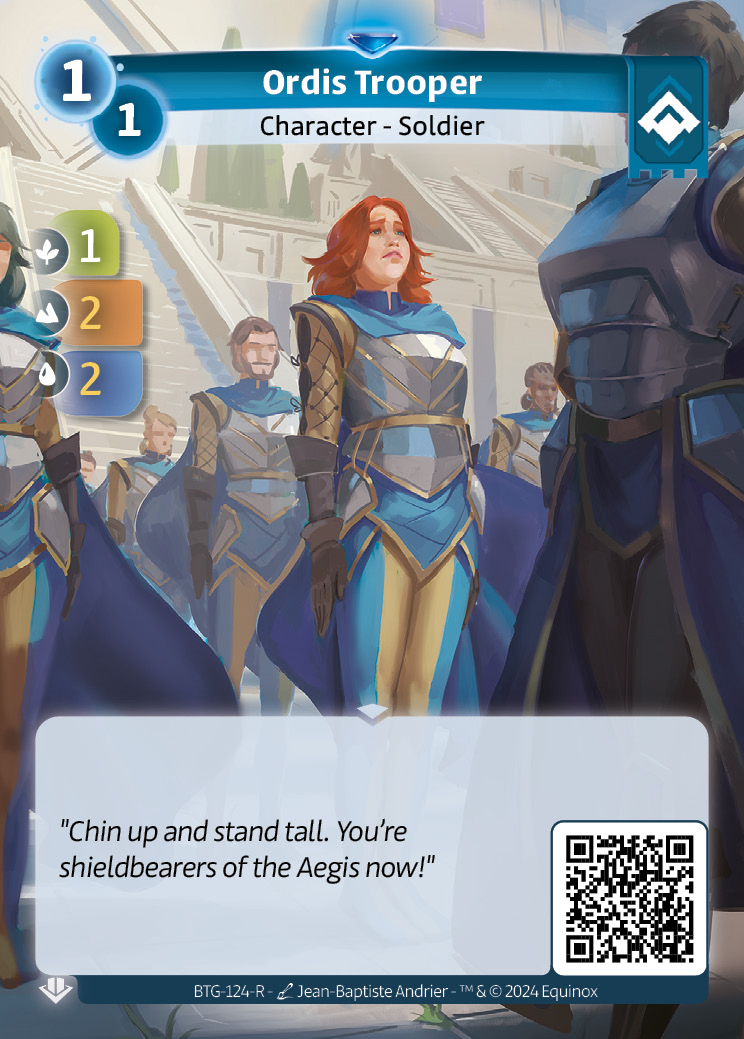 1
Ordis Trooper
1
Character - Soldier
1
2
2
"Chin up and stand tall. You’re
shieldbearers of the Aegis now!"
BTG-124-R - Jean-Baptiste Andrier - ™ & © 2024 Equinox